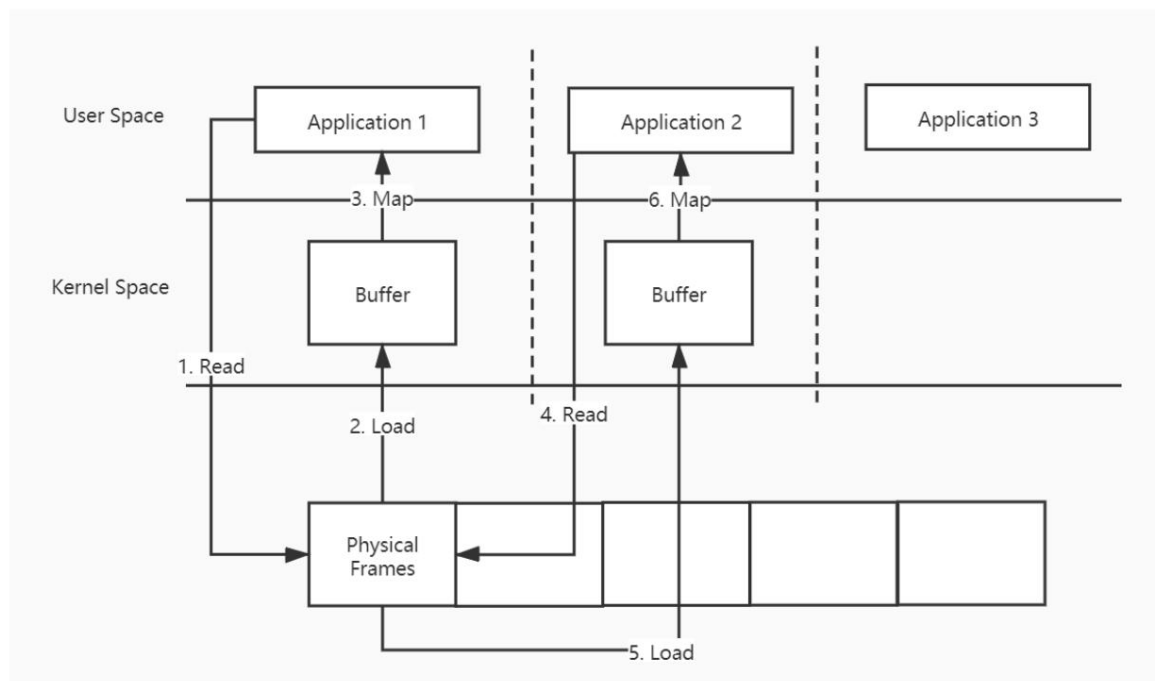 User Space
Application 1
Application 2
Application 3
3. Map
6. Map
Kernel Space
Buffer
Buffer
1. Read
2. Load
4. Read
Physical
Frames
5. Load